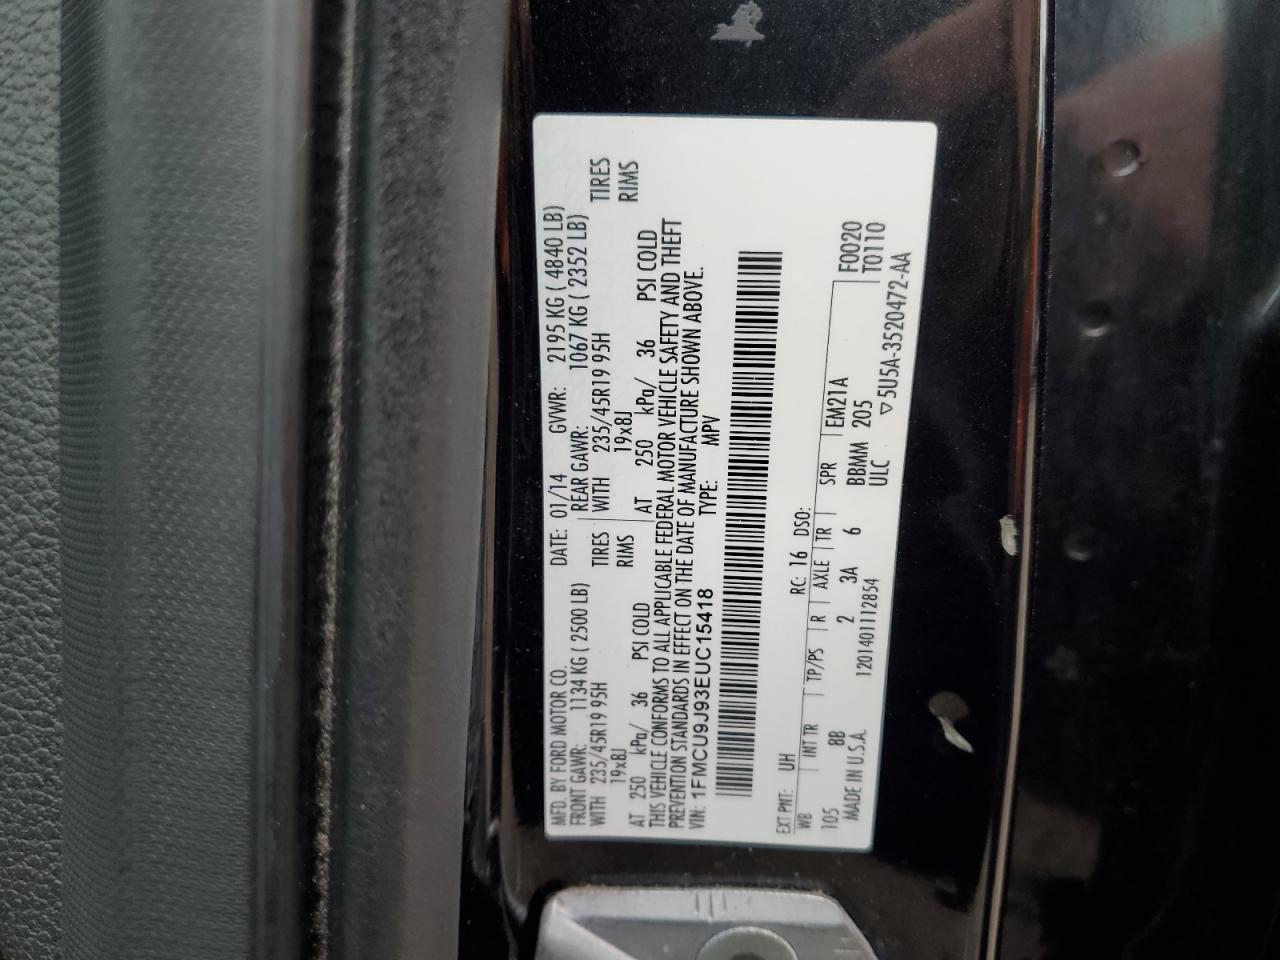 MFD. BY FORD MOTOR CO. DATE: 01/14 GVWR: 2195 KG ( 4840 LB)
FRONT GAWR: 1134 KG ( 2500 LB) REAR GAWR: 1067 KG ( 2352 LB)
WITH 235/45R19 95H TIRES WITH 235/45R19 95H TIRES
19x8J RIMS 19x8J RIMS
AT 250 kPa/ 36 PSI COLD AT 250 kPa/ 36 PSI COLD
THIS VEHICLE CONFORMS TO ALL APPLICABLE FEDERAL MOTOR VEHICLE SAFETY AND THEFT
PREVENTION STANDARDS IN EFFECT ON THE DATE OF MANUFACTURE SHOWN ABOVE.
VIN: 1FMCU9J93EUC15418 TYPE: MPV
EXT PNT: UH RC: 16 DSO:
WB INT TR TP/PS R AXLE TR SPR EM21A F0020
105 8B 2 3A 6 BBMM 205 T0110
MADE IN U.S.A. 1201401112854 ULC ▽5U5A-3520472-AA